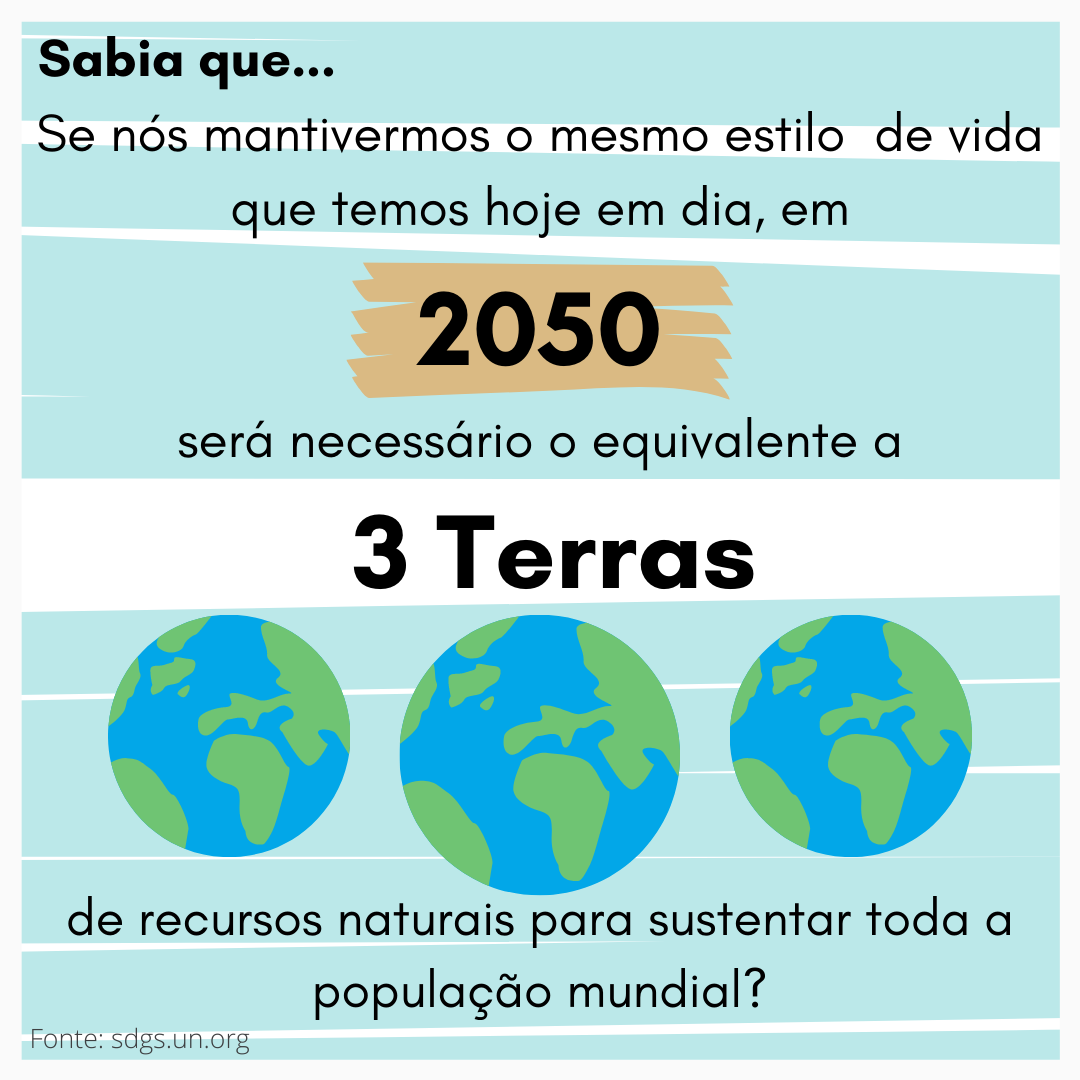 Sabia que...
Se nós mantivermos o mesmo estilo  de vida
que temos hoje em dia, em
2050
será necessário o equivalente a
3 Terras
de recursos naturais para sustentar toda a
população mundial?
Fonte: sdgs.un.org